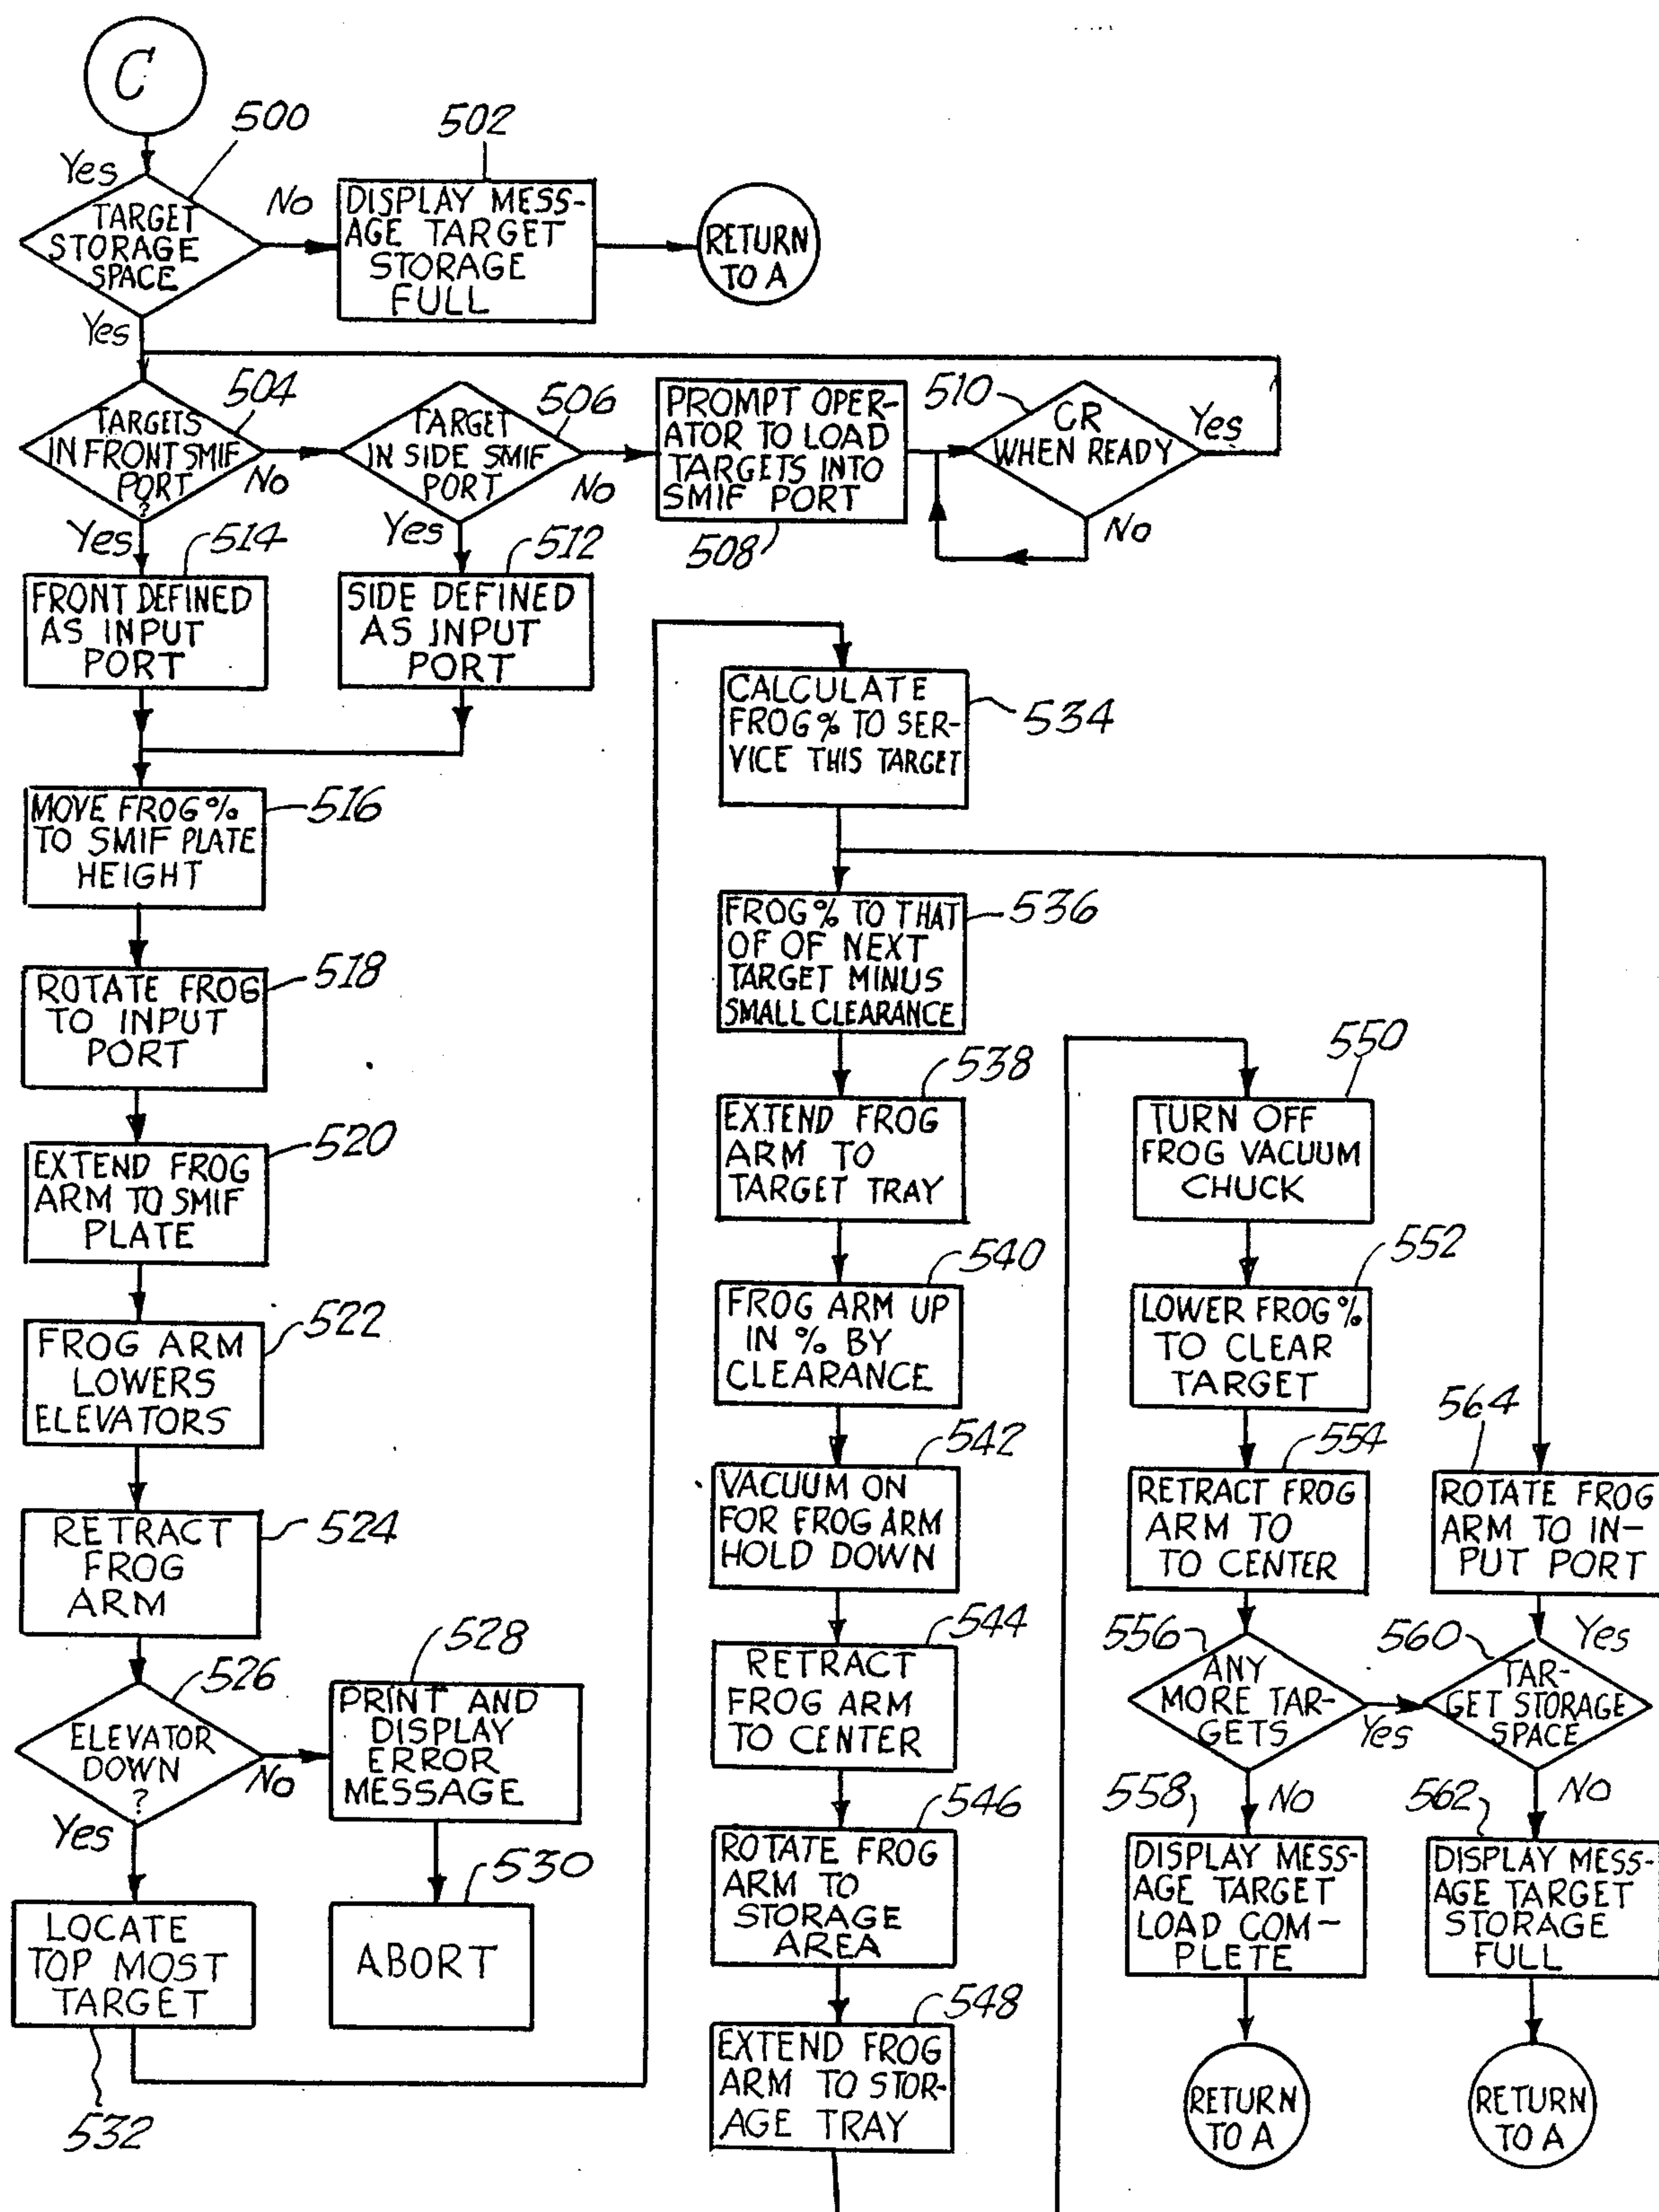 C
500
502
Yes
No
TARGET
STORAGE
SPACE
DISPLAY MESS-
AGE TARGET
STORAGE
FULL
RETURN
TO A
Yes
504
506
510
TARGETS
IN FRONT SMIF
PORT
?
No
TARGET
IN SIDE SMIF
PORT
No
PROMPT OPER-
ATOR TO LOAD
TARGETS INTO
SMIF PORT
508
CR
WHEN READY
Yes
No
Yes
514
Yes
512
FRONT DEFINED
AS INPUT
PORT
SIDE DEFINED
AS INPUT
PORT
MOVE FROG %
TO SMIF PLATE
HEIGHT
516
ROTATE FROG
TO INPUT
PORT
518
EXTEND FROG
ARM TO SMIF
PLATE
520
FROG ARM
LOWERS
ELEVATORS
522
RETRACT
FROG
ARM
524
526
ELEVATOR
DOWN
?
No
528
PRINT AND
DISPLAY
ERROR
MESSAGE
Yes
530
ABORT
LOCATE
TOP MOST
TARGET
532
CALCULATE
FROG % TO SER-
VICE THIS TARGET
534
FROG % TO THAT
OF OF NEXT
TARGET MINUS
SMALL CLEARANCE
536
538
EXTEND FROG
ARM TO
TARGET TRAY
540
FROG ARM UP
IN % BY
CLEARANCE
542
VACUUM ON
FOR FROG ARM
HOLD DOWN
544
RETRACT
FROG ARM
TO CENTER
546
ROTATE FROG
ARM TO
STORAGE
AREA
548
EXTEND FROG
ARM TO STOR-
AGE TRAY
550
TURN OFF
FROG VACUUM
CHUCK
552
LOWER FROG %
TO CLEAR
TARGET
554
RETRACT FROG
ARM TO
TO CENTER
564
ROTATE FROG
ARM TO IN-
PUT PORT
556
ANY
MORE TAR-
GETS
Yes
560
Yes
TAR-
GET STORAGE
SPACE
558
No
562
No
DISPLAY MESS-
AGE TARGET
LOAD COM-
PLETE
DISPLAY MESS-
AGE TARGET
STORAGE
FULL
RETURN
TO A
RETURN
TO A